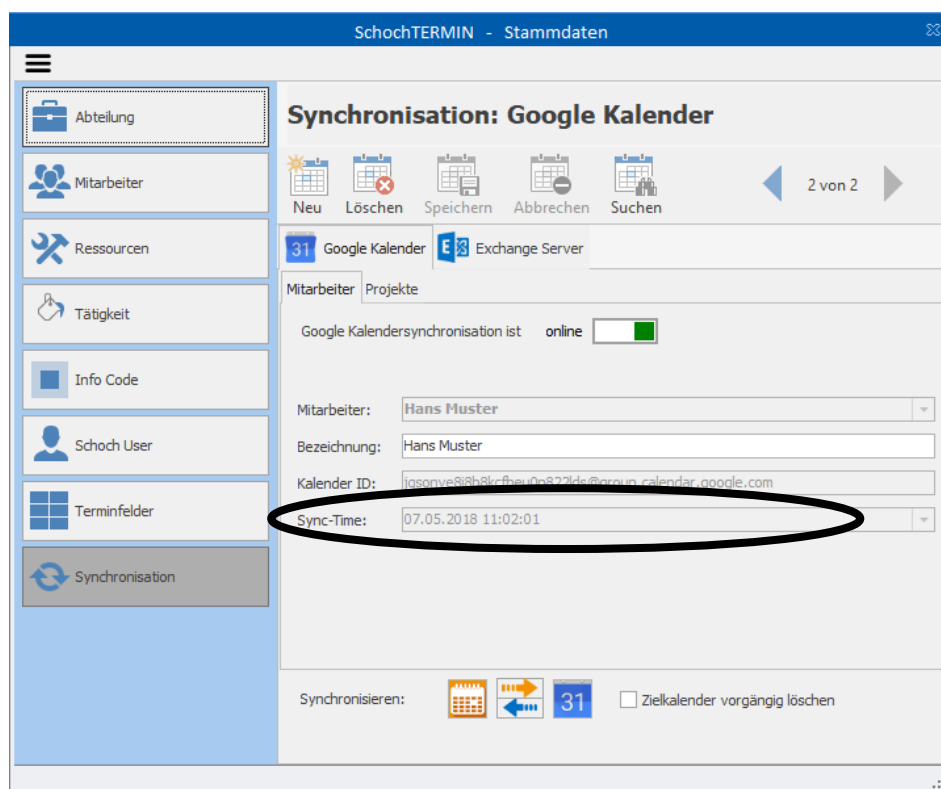 SchochTERMIN - Stammdaten
Abteilung
Mitarbeiter
Ressourcen
Tätigkeit
Info Code
Schoch User
Terminfelder
Synchronisation
Synchronisation: Google Kalender
Neu Löschen Speichern Abbrechen Suchen 2 von 2
31 Google Kalender E Exchange Server
Mitarbeiter Projekte
Google Kalendersynchronisation ist online
Mitarbeiter: Hans Muster
Bezeichnung: Hans Muster
Kalender ID:
Sync-Time: 07.05.2018 11:02:01
Synchronisieren: 31 Zielkalender vorgängig löschen